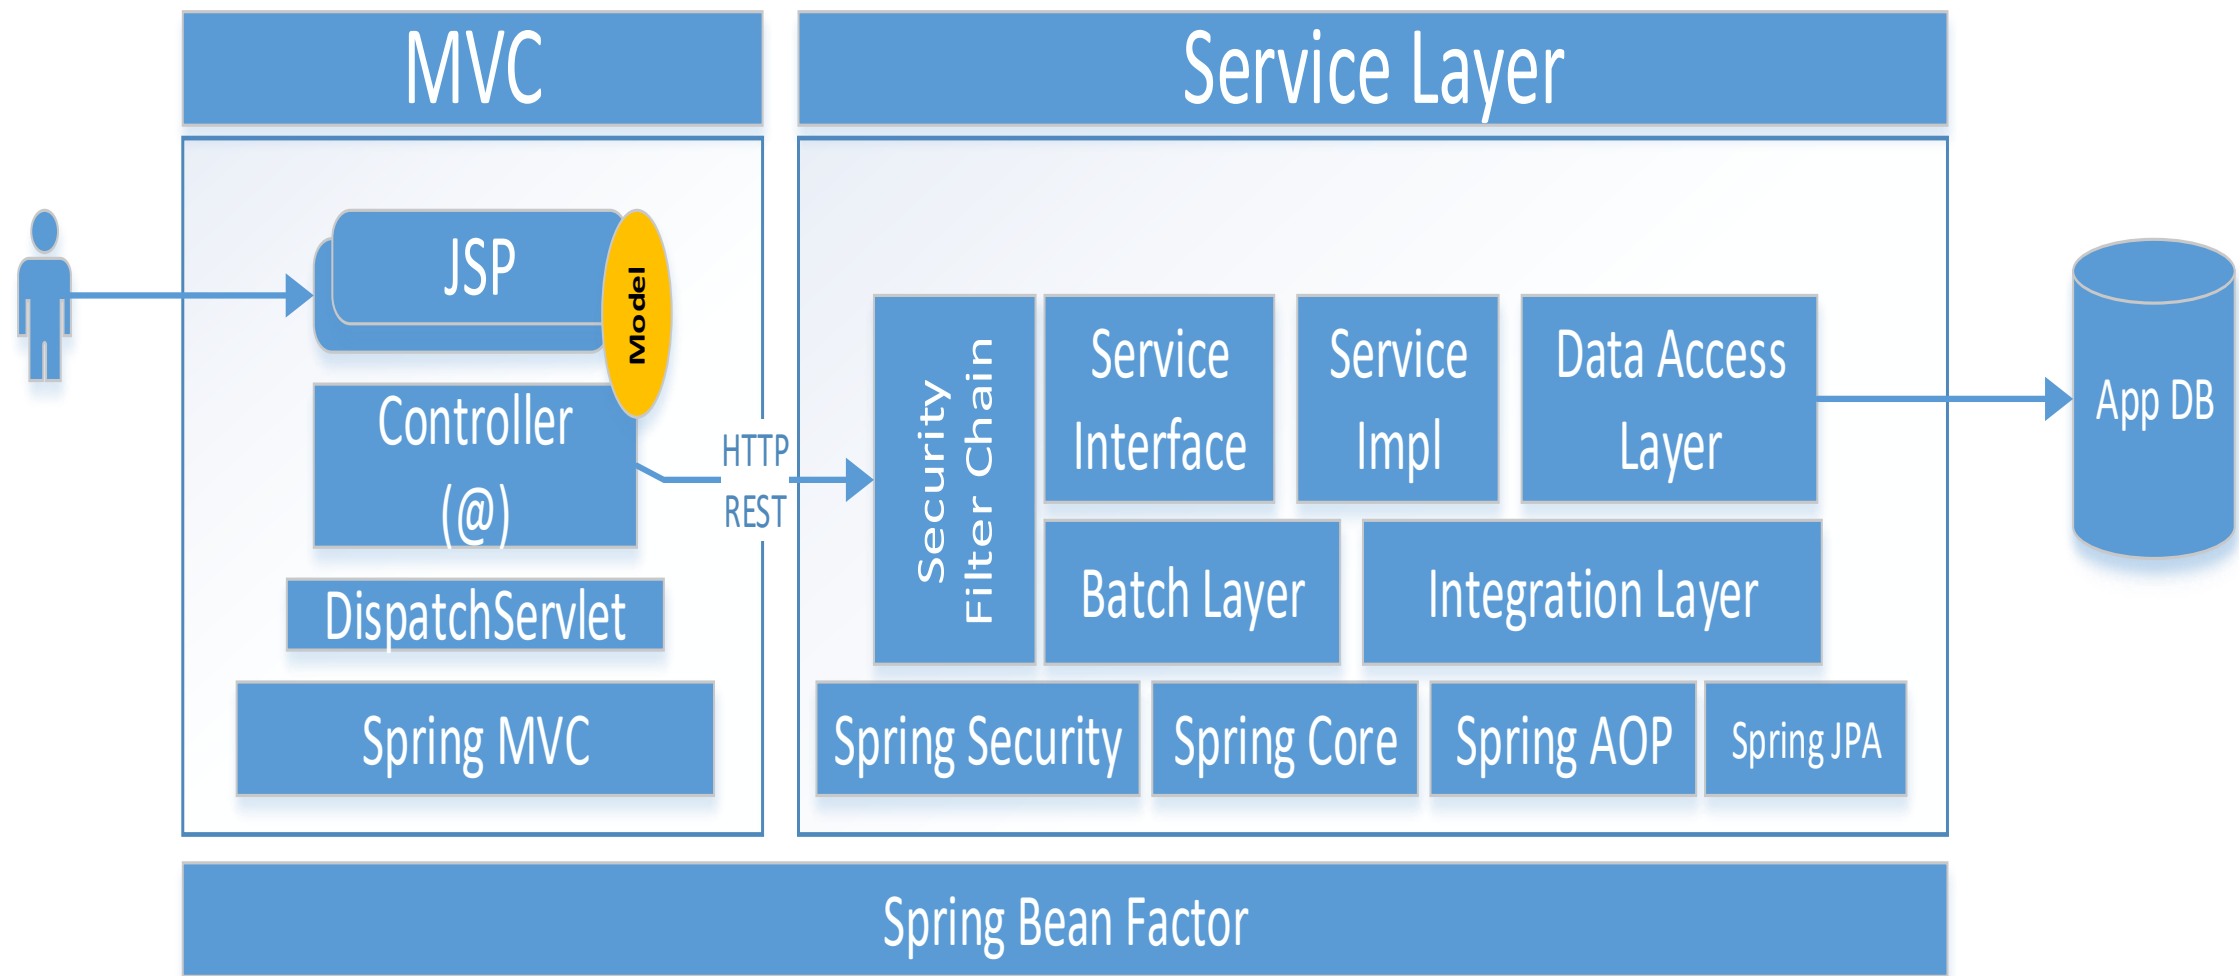 MVC
Service Layer
JSP
Model
Controller
(@)
DispatchServlet
Spring MVC
HTTP
REST
Security
Filter Chain
Service
Interface
Service
Impl
Data Access
Layer
Batch Layer
Integration Layer
Spring Security
Spring Core
Spring AOP
Spring JPA
App DB
Spring Bean Factor